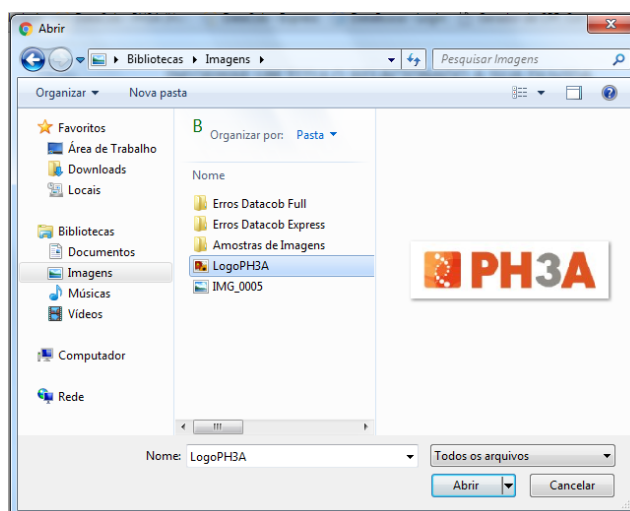 Abrir
Bibliotecas Imagens
Pesquisar Imagens
Organizar
Nova pasta
Favoritos
Área de Trabalho
Downloads
Locais
Bibliotecas
Documentos
Imagens
Músicas
Vídeos
Computador
Rede
B
Organizar por: Pasta
Nome
Erros Datacob Full
Erros Datacob Express
Amostras de Imagens
LogoPH3A
IMG_0005
PH3A
Nome: LogoPH3A
Todos os arquivos
Abrir
Cancelar